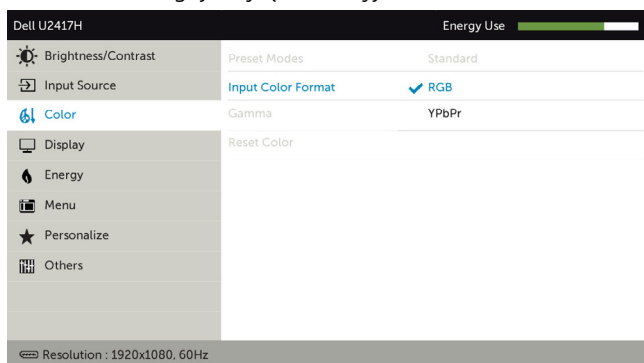 Dell U2417H Energy Use
Brightness/Contrast Preset Modes Standard
Input Source Input Color Format RGB
Color Gamma YPbPr
Display Reset Color
Energy
Menu
Personalize
Others
Resolution : 1920x1080, 60Hz